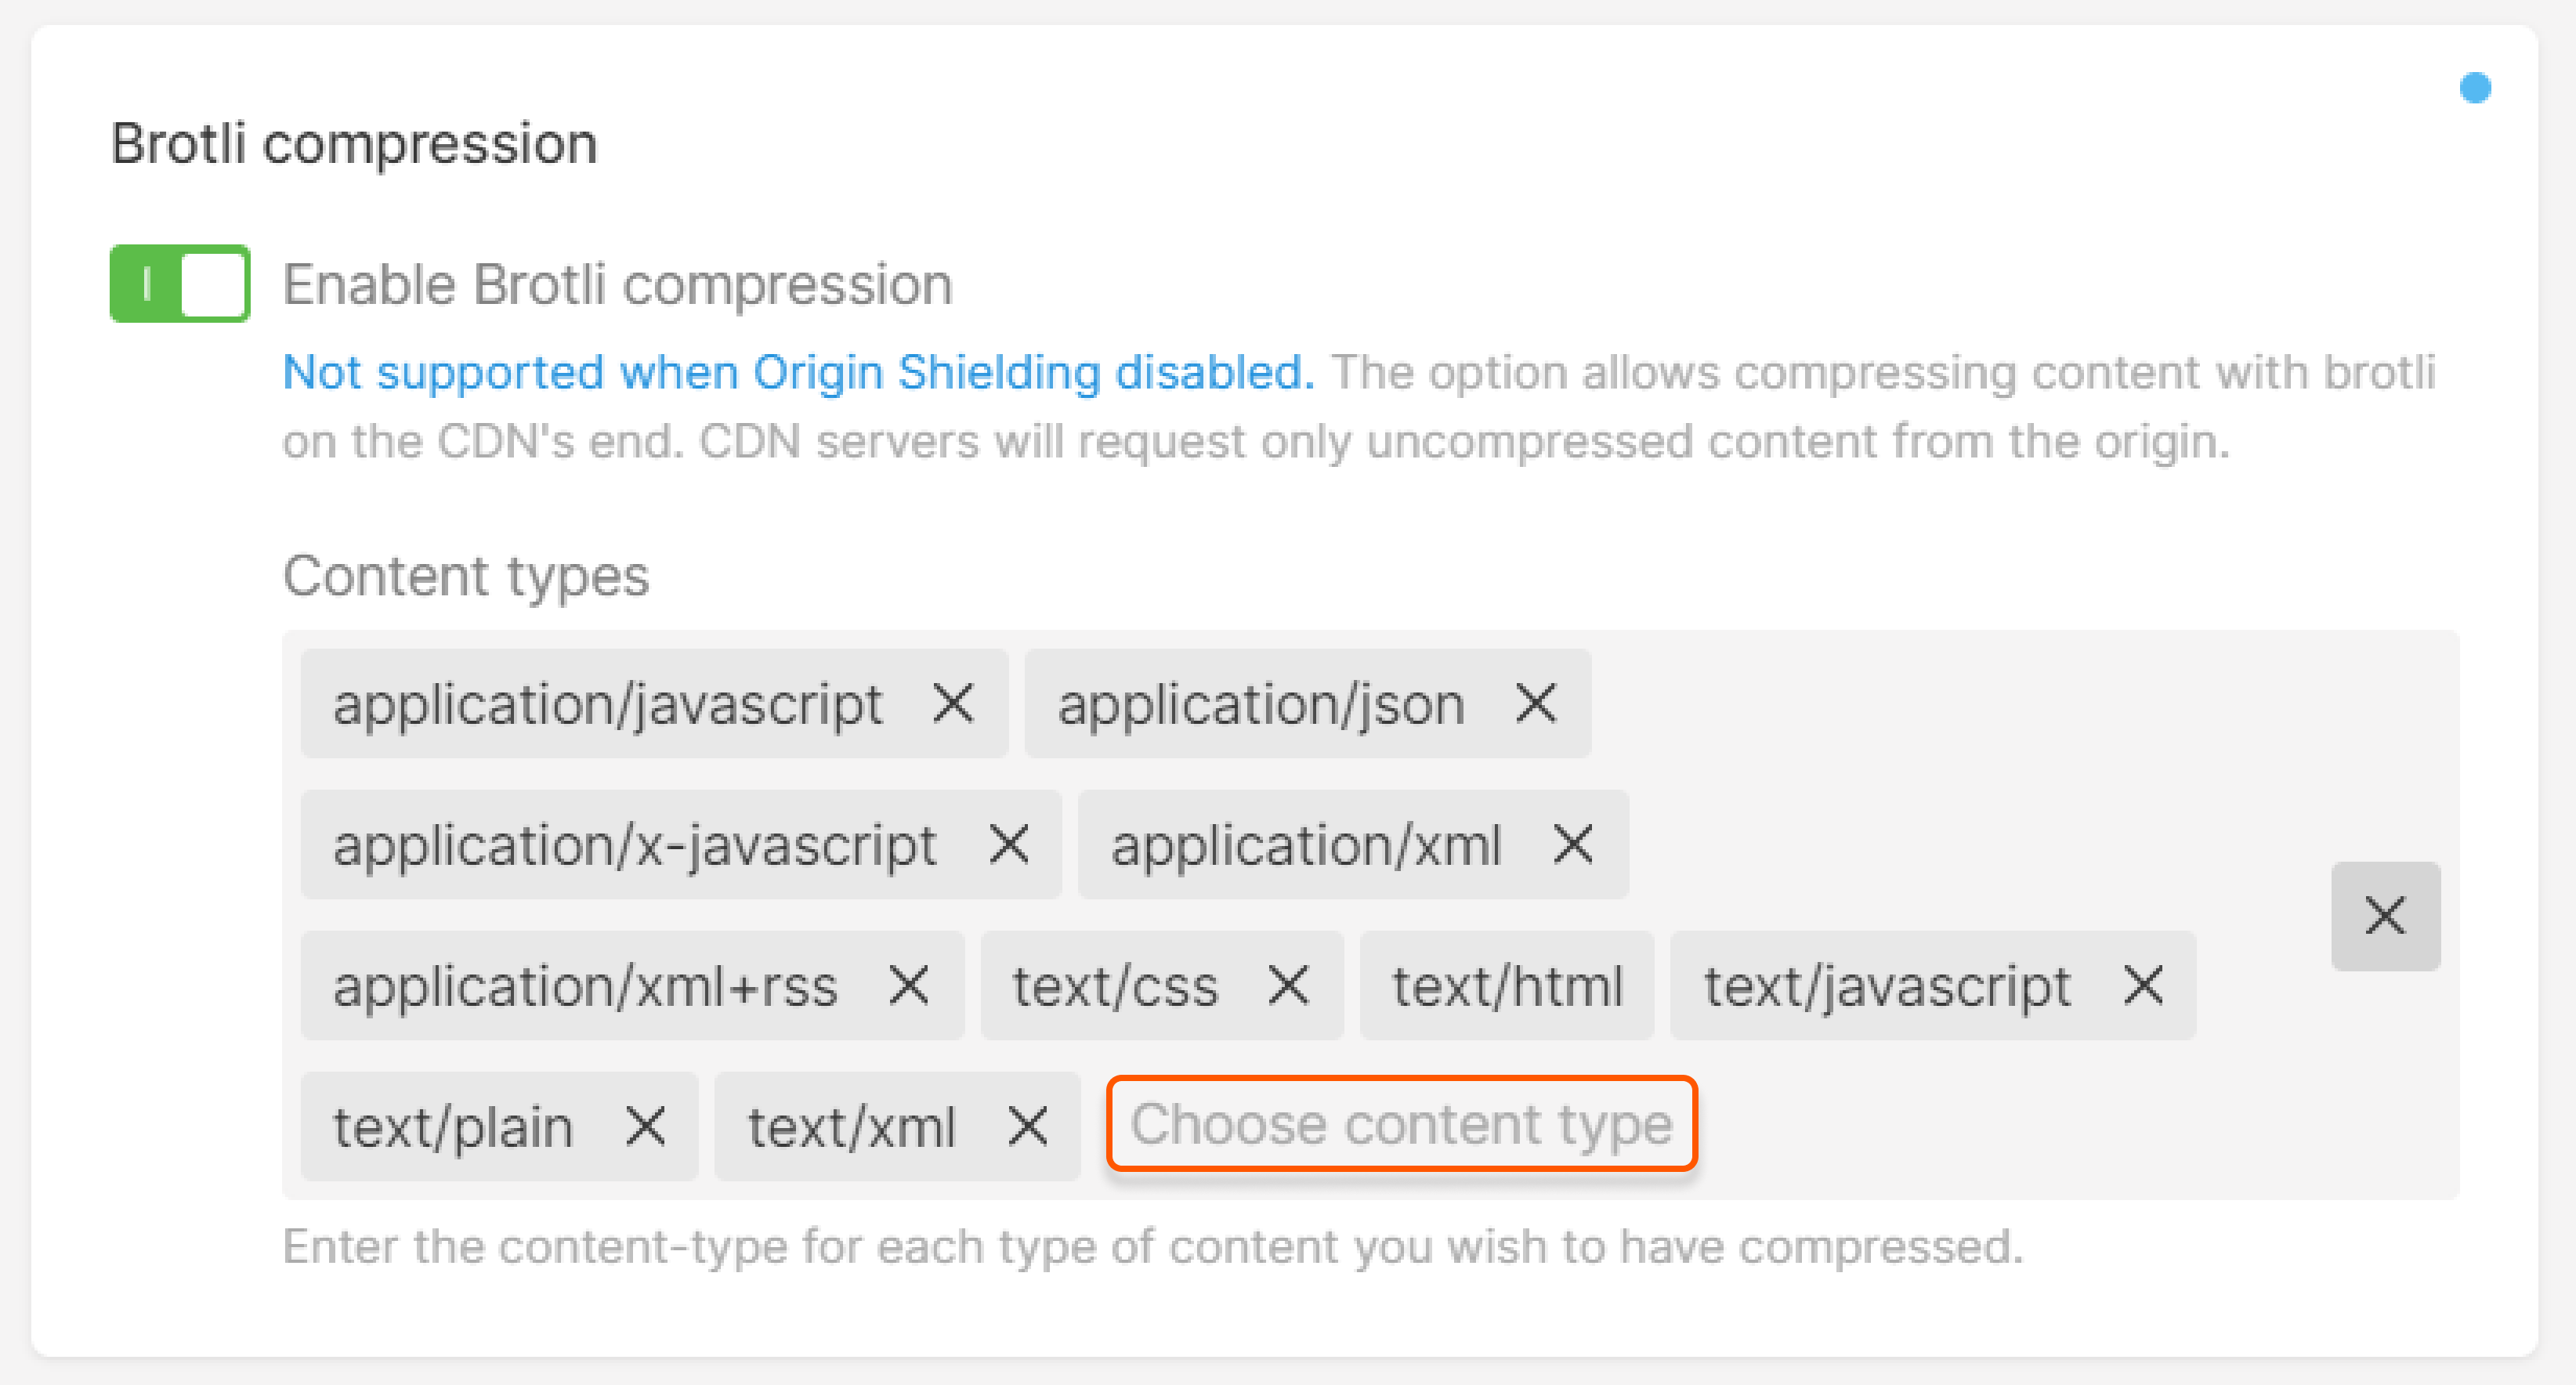 Brotli compression
Enable Brotli compression
Not supported when Origin Shielding disabled. The option allows compressing content with brotli
on the CDN's end. CDN servers will request only uncompressed content from the origin.
Content types
application/javascript application/json
application/x-javascript application/xml
application/xml+rss text/css text/html text/javascript
text/plain text/xml Choose content type
Enter the content-type for each type of content you wish to have compressed.